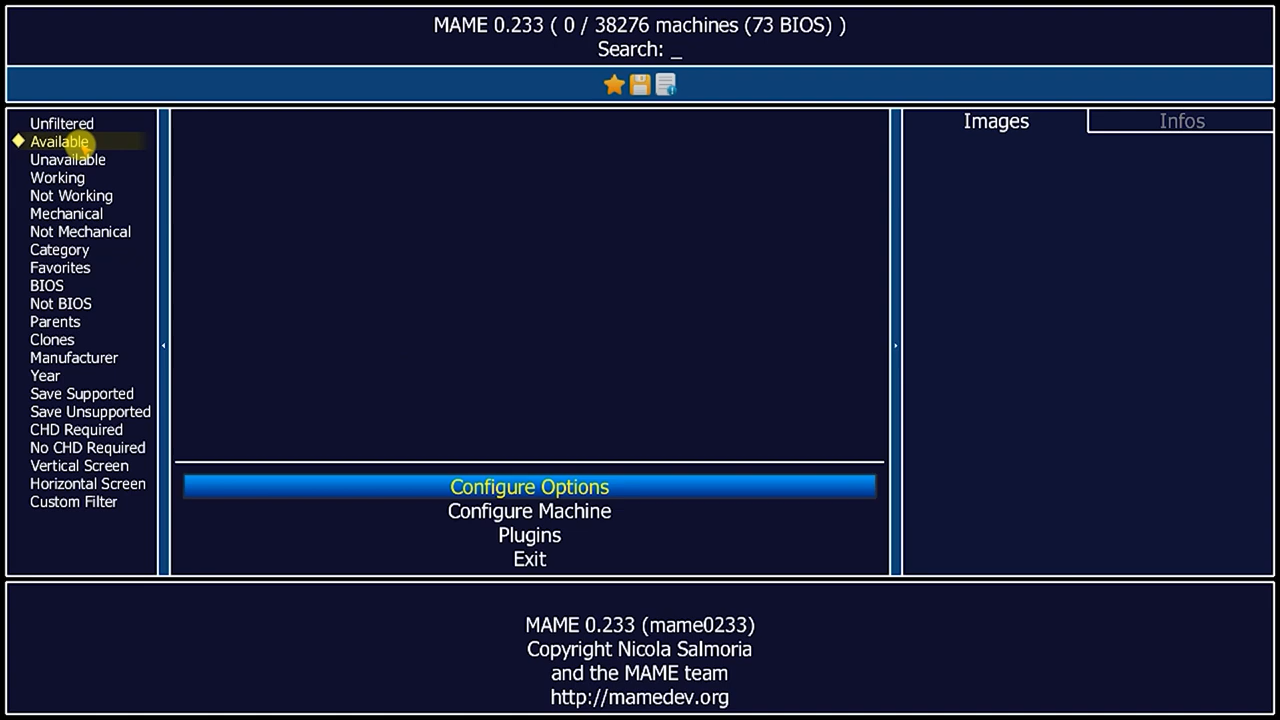 MAME 0.233 ( 0 / 38276 machines (73 BIOS) )
Search: _
Unfiltered
Available
Unavailable
Working
Not Working
Mechanical
Not Mechanical
Category
Favorites
BIOS
Not BIOS
Parents
Clones
Manufacturer
Year
Save Supported
Save Unsupported
CHD Required
No CHD Required
Vertical Screen
Horizontal Screen
Custom Filter
Configure Options
Configure Machine
Plugins
Exit
Images
Infos
MAME 0.233 (mame0233)
Copyright Nicola Salmoria
and the MAME team
http://mamedev.org